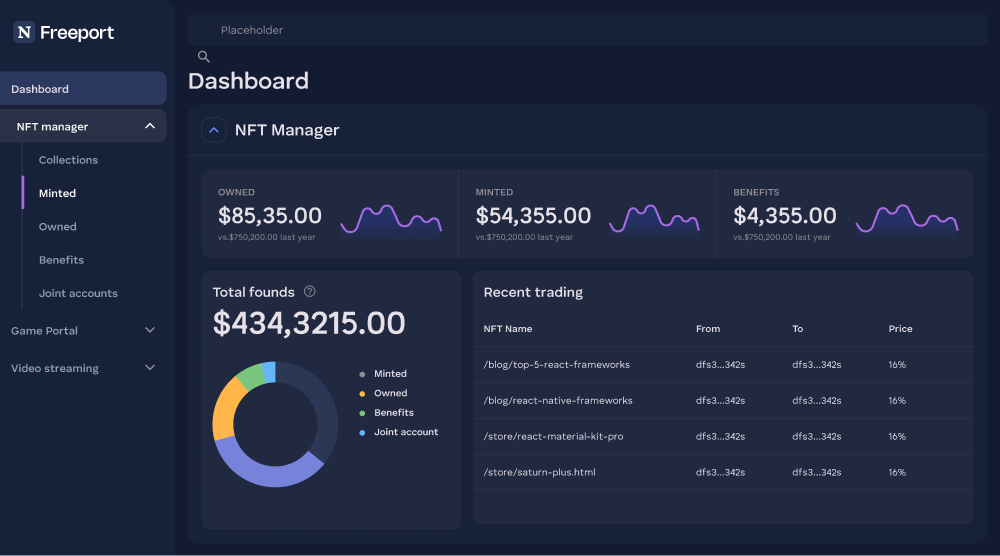 N Freeport
Placeholder
Dashboard
NFT manager
Collections
Minted
Owned
Benefits
Joint accounts
Game Portal
Video streaming
Dashboard
NFT Manager
OWNED
$85,35.00
vs.$750,200.00 last year
MINTED
$54,355.00
vs.$750,200.00 last year
BENEFITS
$4,355.00
vs.$750,200.00 last year
Total founds ?
$434,3215.00
Minted
Owned
Benefits
Joint account
Recent trading
NFT Name From To Price
/blog/top-5-react-frameworks dfs3...342s dfs3...342s 16%
/blog/react-native-frameworks dfs3...342s dfs3...342s 16%
/store/react-material-kit-pro dfs3...342s dfs3...342s 16%
/store/saturn-plus.html dfs3...342s dfs3...342s 16%